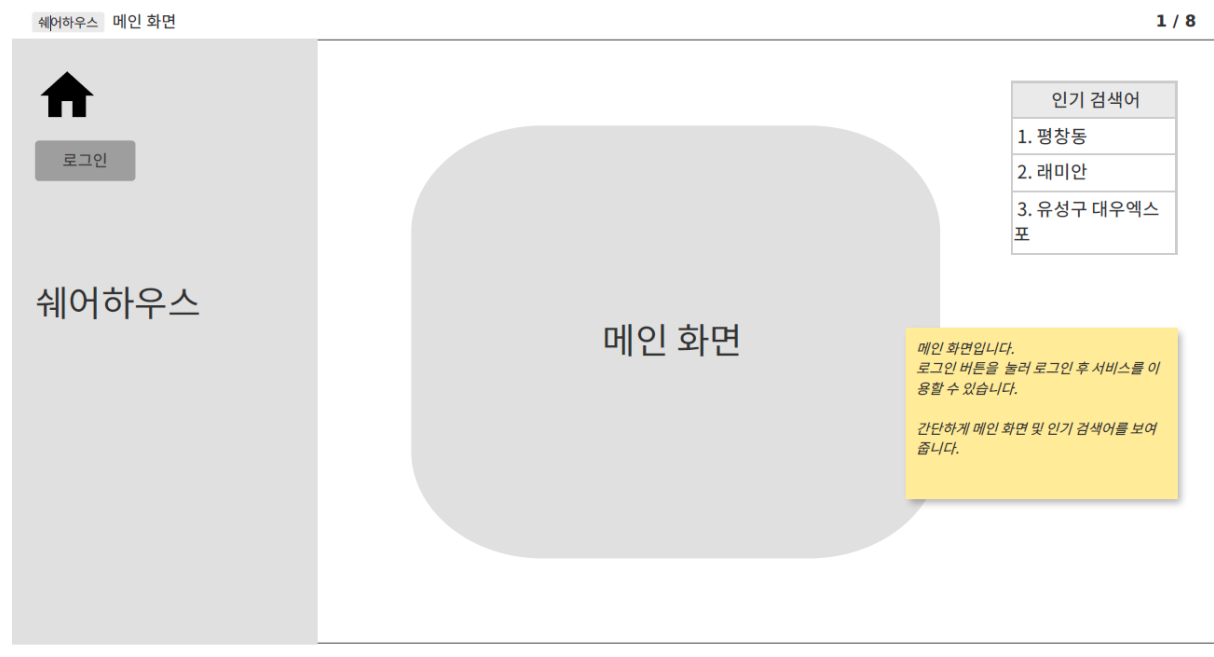 쉐어하우스 메인 화면
1 / 8
로그인
쉐어하우스
메인 화면
인기 검색어
1. 평창동
2. 래미안
3. 유성구 대우엑스
포
메인 화면입니다.
로그인 버튼을 눌러 로그인 후 서비스를 이
용할 수 있습니다.
간단하게 메인 화면 및 인기 검색어를 보여
줍니다.